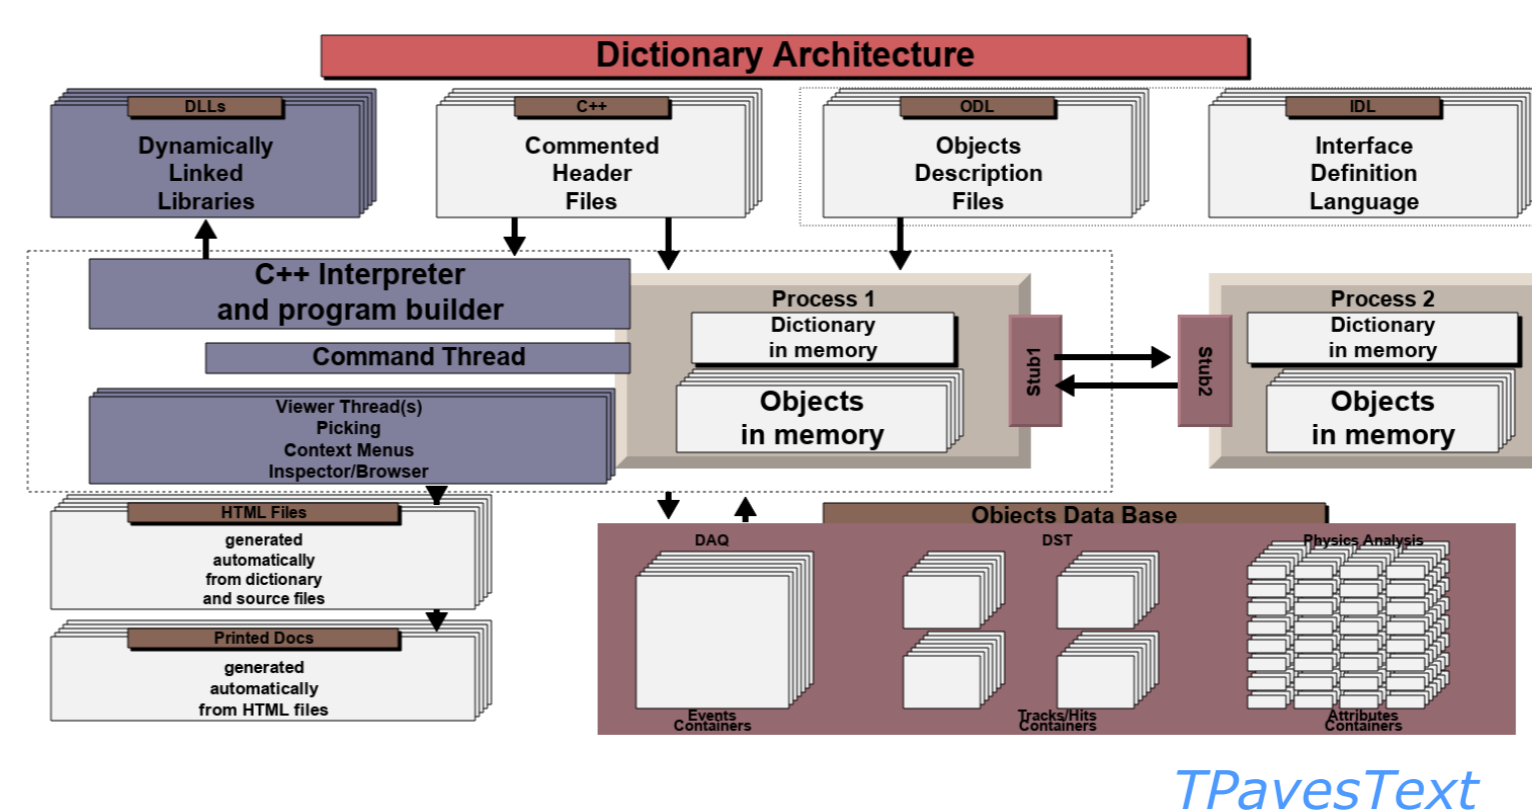 Dictionary Architecture
DLLs
Dynamically
Linked
Libraries
C++
Commented
Header
Files
ODL
Objects
Description
Files
IDL
Interface
Definition
Language
C++ Interpreter
and program builder
Command Thread
Viewer Thread(s)
Picking
Context Menus
Inspector/Browser
Process 1
Dictionary
in memory
Objects
in memory
Stub1
Stub2
Process 2
Dictionary
in memory
Objects
in memory
HTML Files
generated
automatically
from dictionary
and source files
Printed Docs
generated
automatically
from HTML files
Objects Data Base
DAQ
Events
Containers
DST
Tracks/Hits
Containers
Physics Analysis
Attributes
Containers
TPavesText